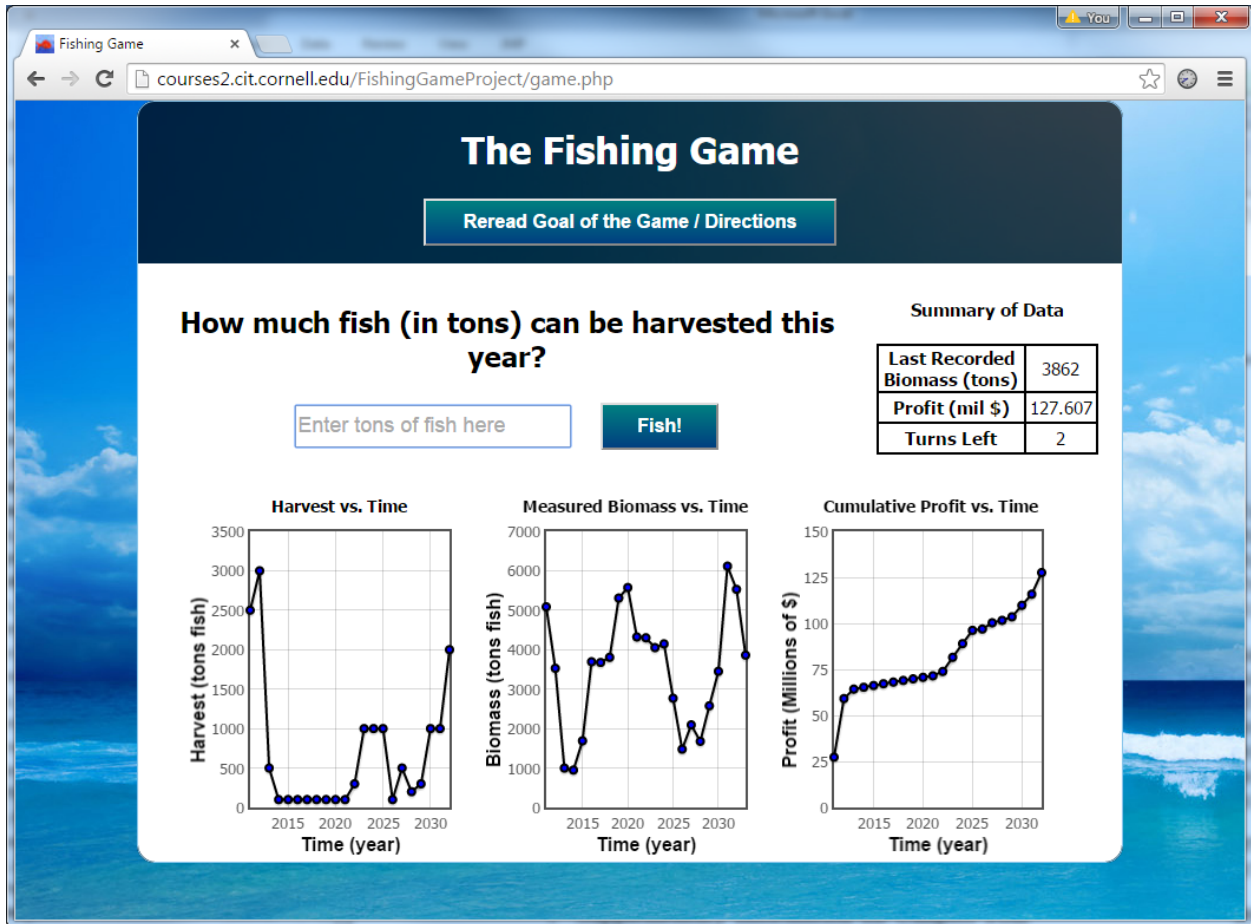 You
Fishing Game
courses2.cit.cornell.edu/FishingGameProject/game.php
The Fishing Game
Reread Goal of the Game / Directions
How much fish (in tons) can be harvested this
year?
Enter tons of fish here
Fish!
Summary of Data
Last Recorded
Biomass (tons) 3862
Profit (mil $) 127.607
Turns Left 2
Harvest vs. Time
3500
3000
2500
2000
1500
1000
500
0
2015 2020 2025 2030
Harvest (tons fish)
Time (year)
Measured Biomass vs. Time
7000
6000
5000
4000
3000
2000
1000
0
2015 2020 2025 2030
Biomass (tons fish)
Time (year)
Cumulative Profit vs. Time
150
125
100
75
50
25
0
2015 2020 2025 2030
Profit (Millions of $)
Time (year)